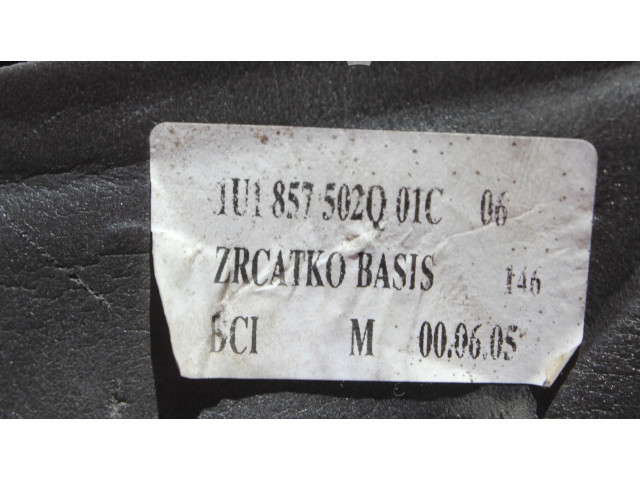 1U1 857 502Q 01C 06
ZRCATKO BASIS 146
BCI M 00.06.05